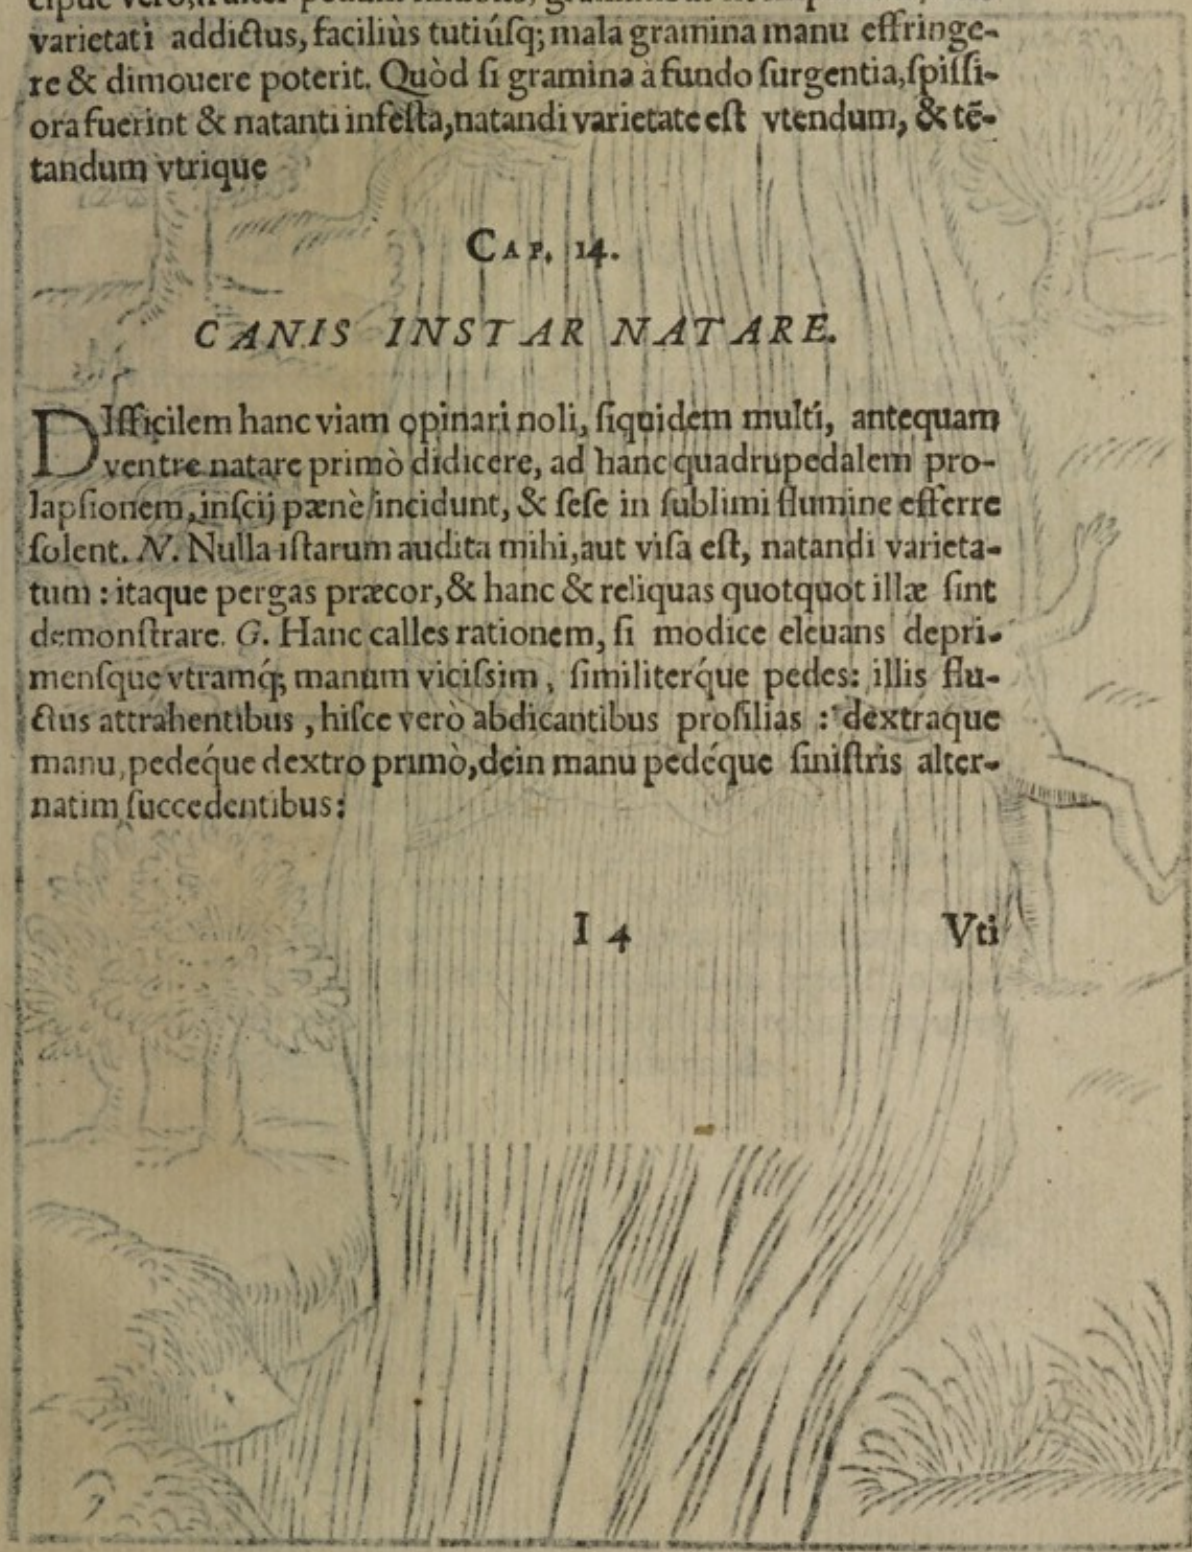 varietati addictus, faciliùs tutiúſq; mala gramina manu effringe-
re & dimouere poterit. Quòd ſi gramina à fundo ſurgentia, ſpiſſi-
ora fuerint & natanti infeſta, natandi varietate eſt vtendum, & tē-
tandum vtrique
CAP. 14.
CANIS INSTAR NATARE.
DIfficilem hanc viam opinari noli, ſiquidem multi, antequam
ventre natare primò didicere, ad hanc quadrupedalem pro-
lapſionem, inſcij pænè incidunt, & ſeſe in ſublimi flumine efferre
ſolent. N. Nulla iſtarum audita mihi, aut viſa eſt, natandi varieta-
tum : itaque pergas præcor, & hanc & reliquas quotquot illæ ſint
demonſtrare. G. Hanc calles rationem, ſi modice eleuans depri-
menſque vtramq́; manum viciſsim, ſimiliterq́ue pedes: illis flu-
ctus attrahentibus, hiſce verò abdicantibus proſilias : dextraque
manu, pedeq́ue dextro primò, dein manu pedéque ſiniſtris alter-
natim ſuccedentibus:
I 4 Vti